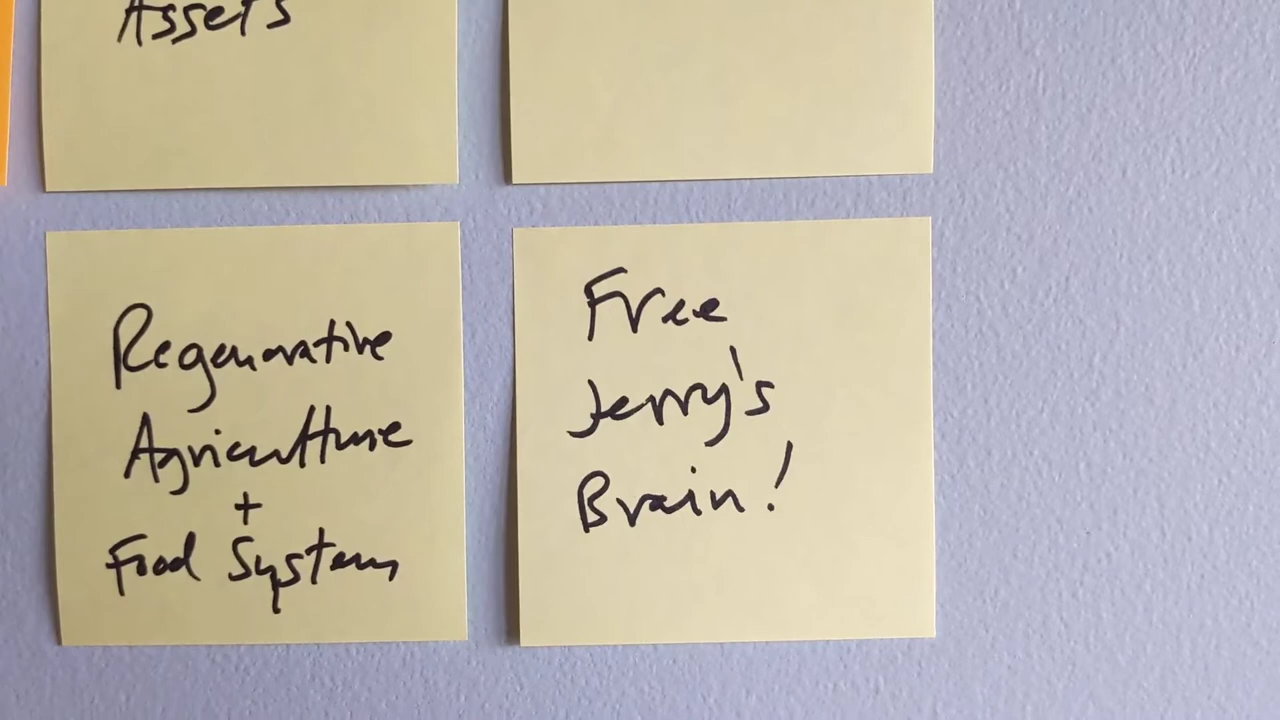 Assets
Regenerative
Agriculture
+
Food Systems
Free
Jerry's
Brain!